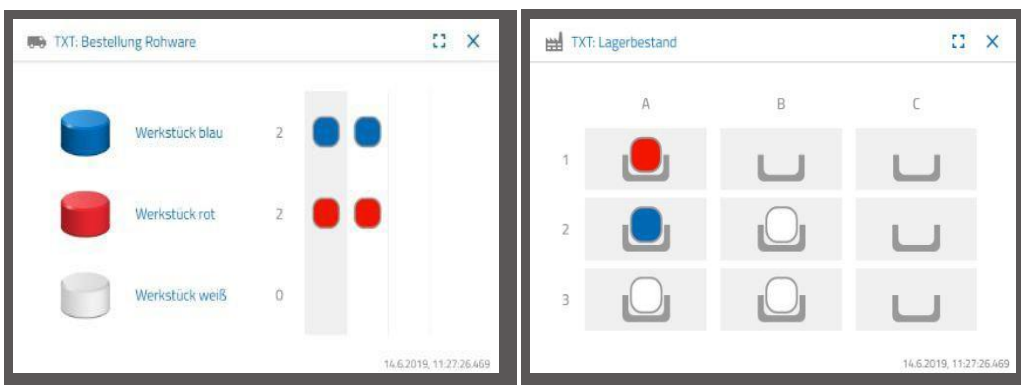 TXT: Bestellung Rohware
Werkstück blau 2
Werkstück rot 2
Werkstück weiß 0
14.6.2019, 11:27:26.469
TXT: Lagerbestand
A B C
1
2
3
14.6.2019, 11:27:26.469